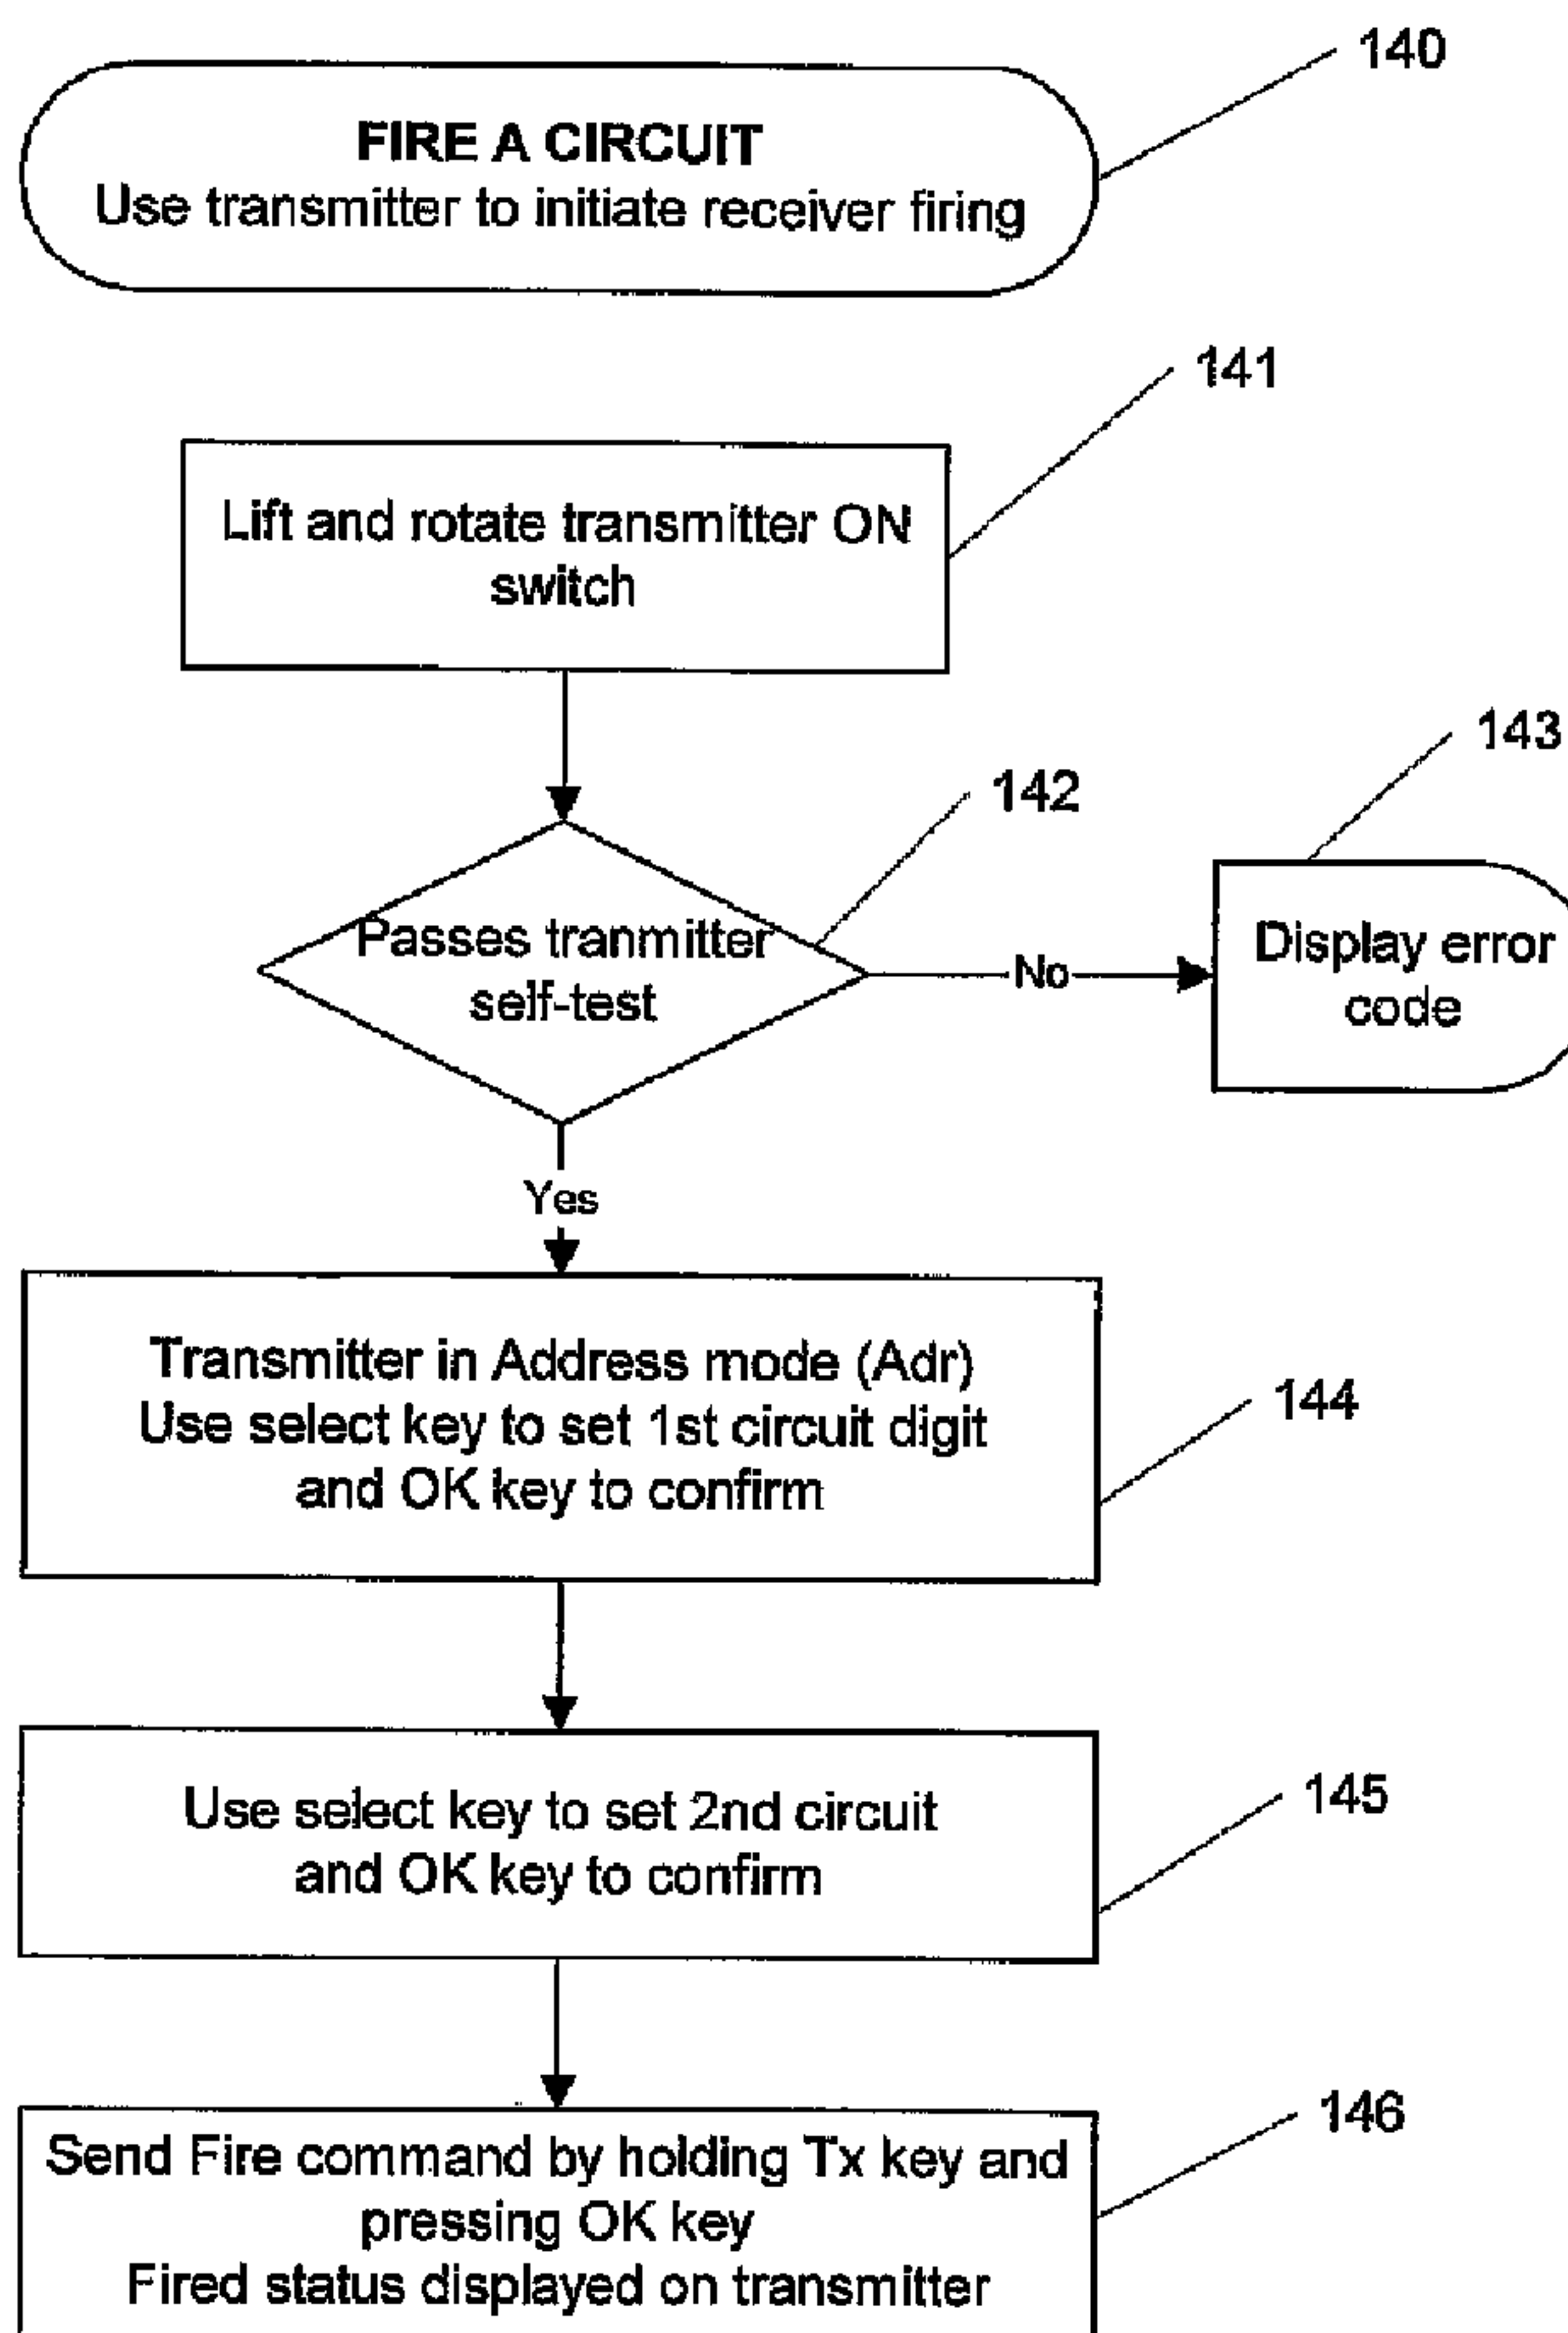 140
FIRE A CIRCUIT
Use transmitter to initiate receiver firing
141
Lift and rotate transmitter ON
switch
143
142
Passes tranmitter
self-test
No
Display error
code
Yes
Transmitter in Address mode (Adr)
Use select key to set 1st circuit digit
and OK key to confirm
144
Use select key to set 2nd circuit
and OK key to confirm
145
146
Send Fire command by holding Tx key and
pressing OK key
Fired status displayed on transmitter